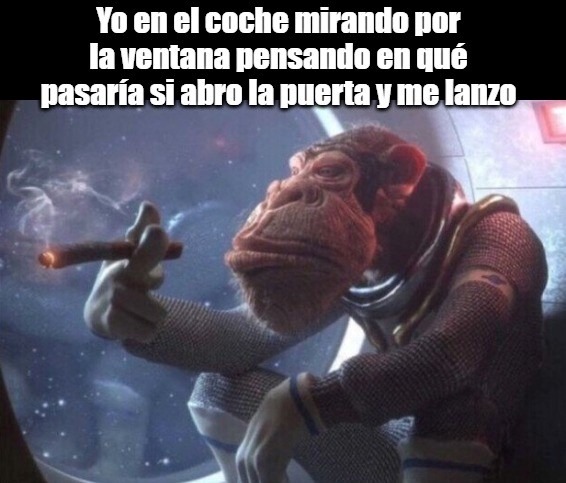 Yo en el coche mirando por
la ventana pensando en qué
pasaría si abro la puerta y me lanzo